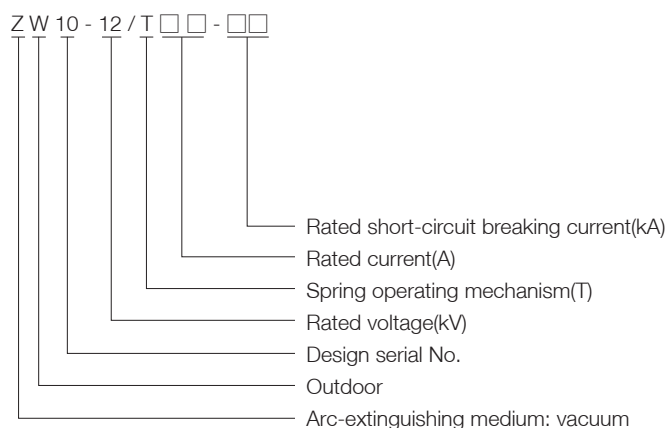 Z W 10 - 12 / T □ □ - □□
Rated short-circuit breaking current(kA)
Rated current(A)
Spring operating mechanism(T)
Rated voltage(kV)
Design serial No.
Outdoor
Arc-extinguishing medium: vacuum